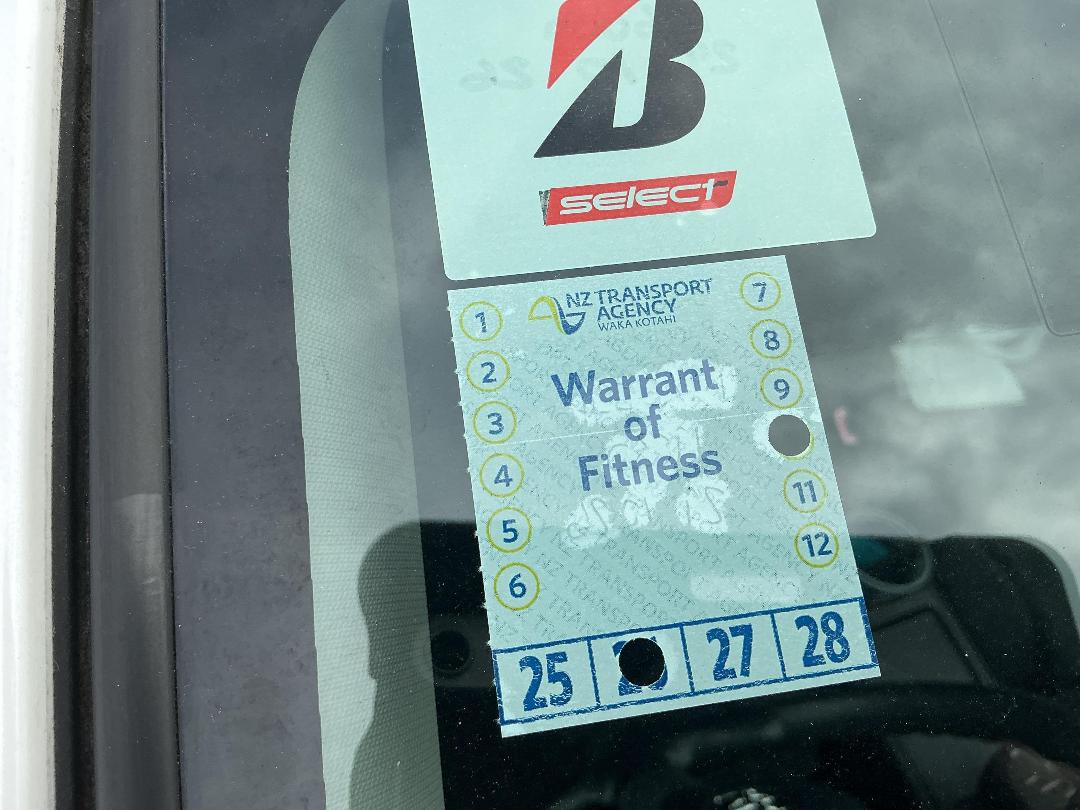 B
select
NZ TRANSPORT
AGENCY
WAKA KOTAHI
1
2
3
4
5
6
7
8
9
11
12
Warrant
of
Fitness
25
27
28